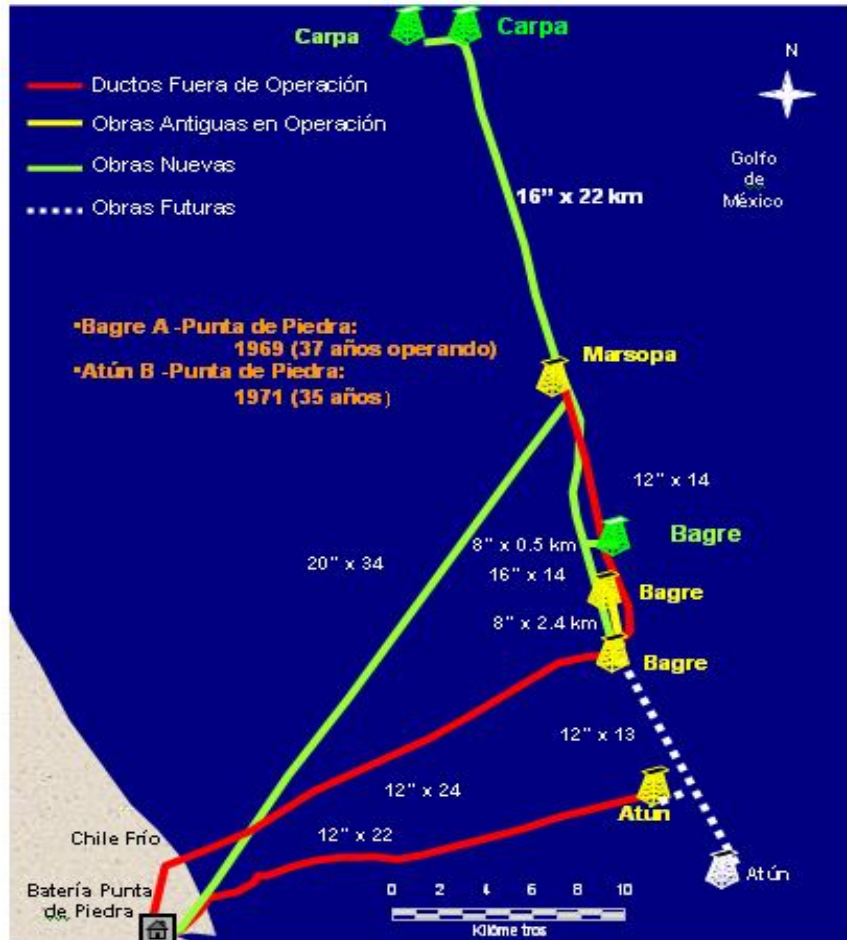 Carpa
Carpa
Ductos Fuera de Operación
Obras Antiguas en Operación
Obras Nuevas
Obras Futuras
N
Golfo
de
México
16” x 22 km
•Bagre A -Punta de Piedra:
1969 (37 años operando)
•Atún B -Punta de Piedra:
1971 (35 años)
Marsopa
12” x 14
Bagre
8” x 0.5 km
20” x 34
16” x 14
Bagre
8” x 2.4 km
Bagre
12” x 13
12” x 24
Atún
12” x 22
Chile Frío
Atún
Batería Punta
de Piedra
0 2 4 6 8 10
Kilómetros